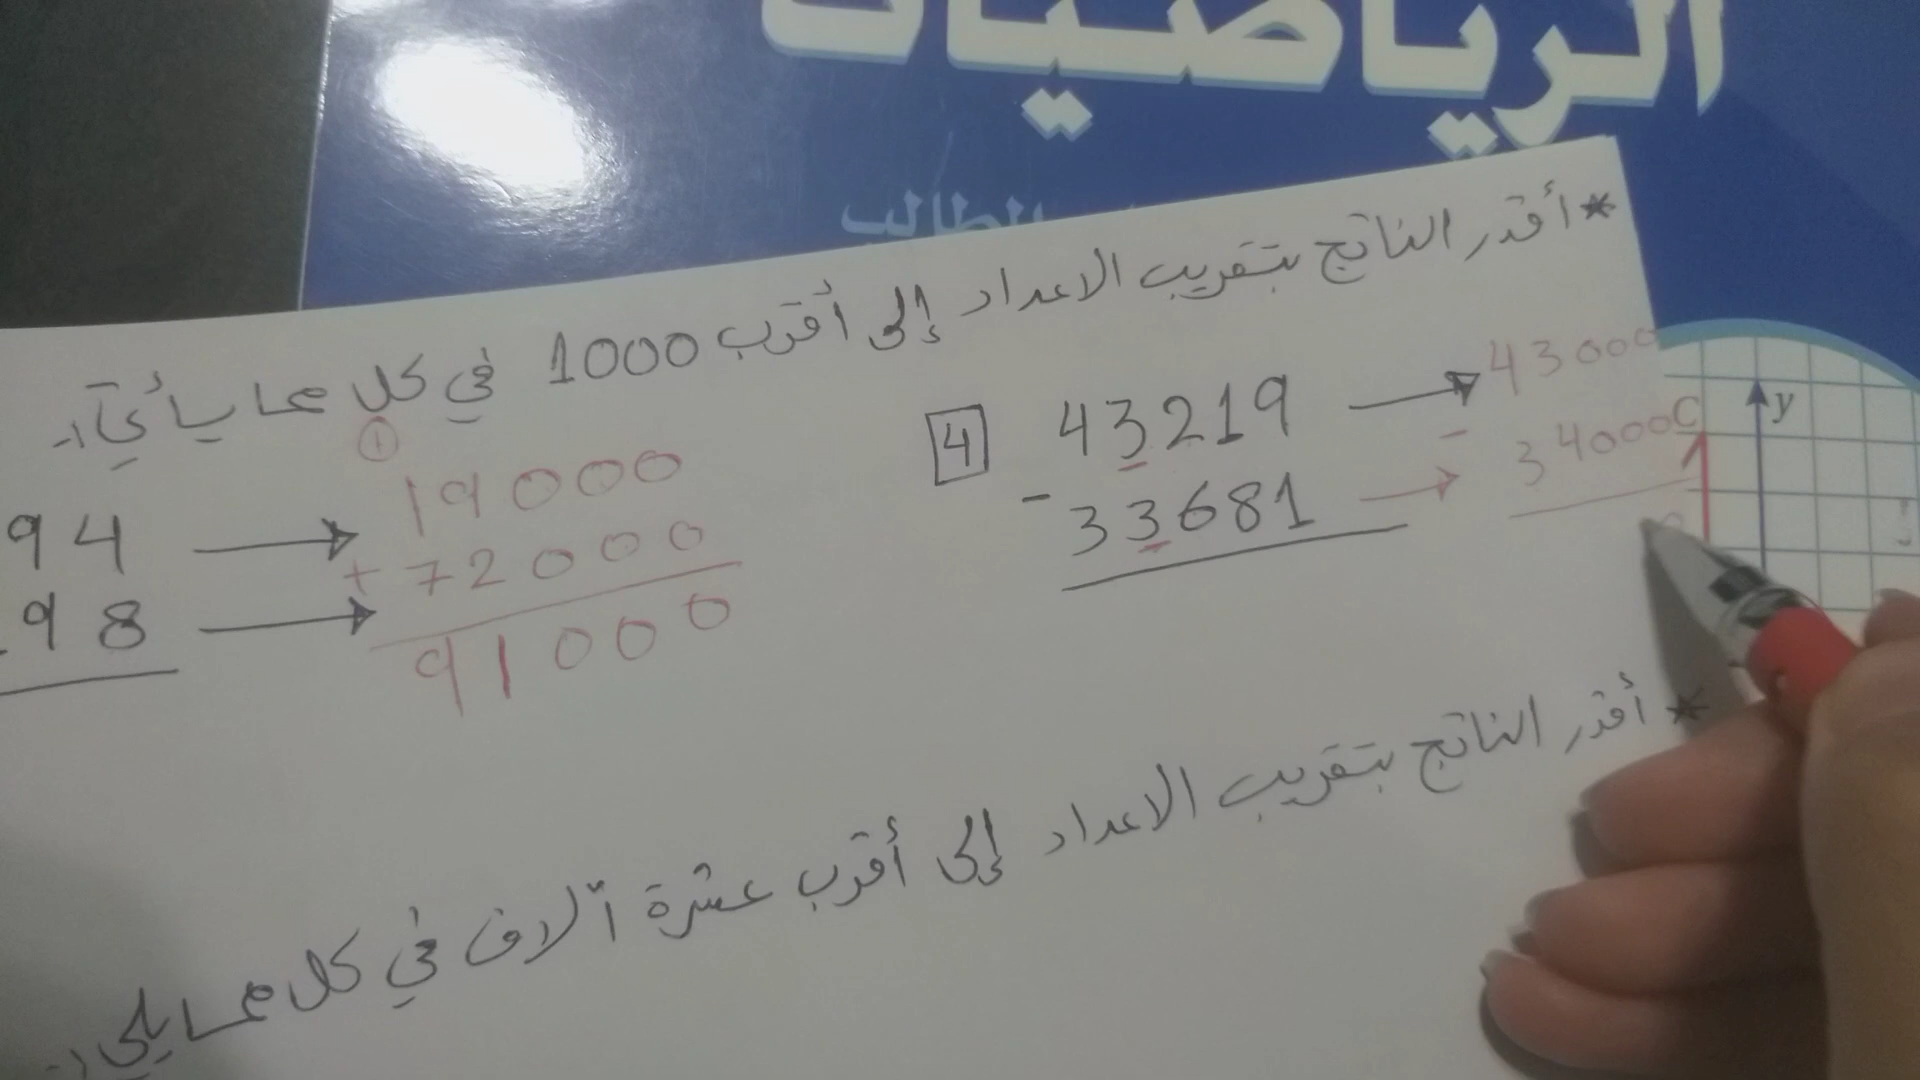 الرياضيات
الطالب
* أقدر الناتج بتقريب الاعداد إلى أقرب 1000 في كل مما يأتي :-
4 43219 → 43000
- 33681 → - 34000
94 → 19000
98 → + 72000
91000
1
y
* أقدر الناتج بتقريب الاعداد إلى أقرب عشرة آلاف في كل مما يلي :-